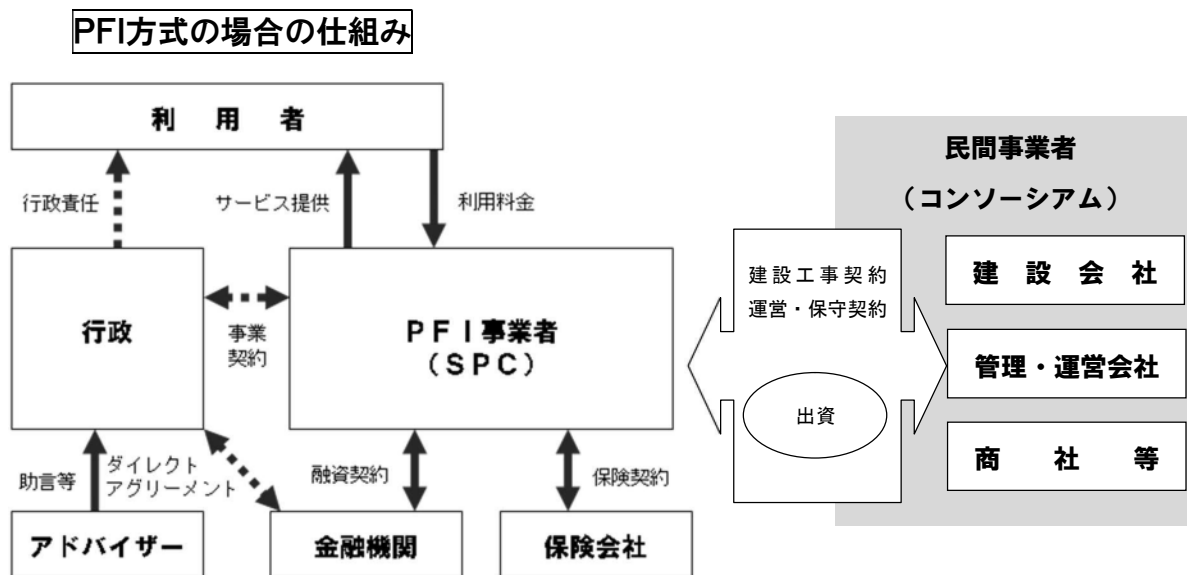 PFI方式の場合の仕組み
利用者
行政責任
サービス提供
利用料金
民間事業者
（コンソーシアム）
行政
事業
契約
ＰＦＩ事業者
（ＳＰＣ）
建設工事契約
運営・保守契約
出資
建設会社
管理・運営会社
商社等
助言等
ダイレクト
アグリーメント
融資契約
保険契約
アドバイザー
金融機関
保険会社